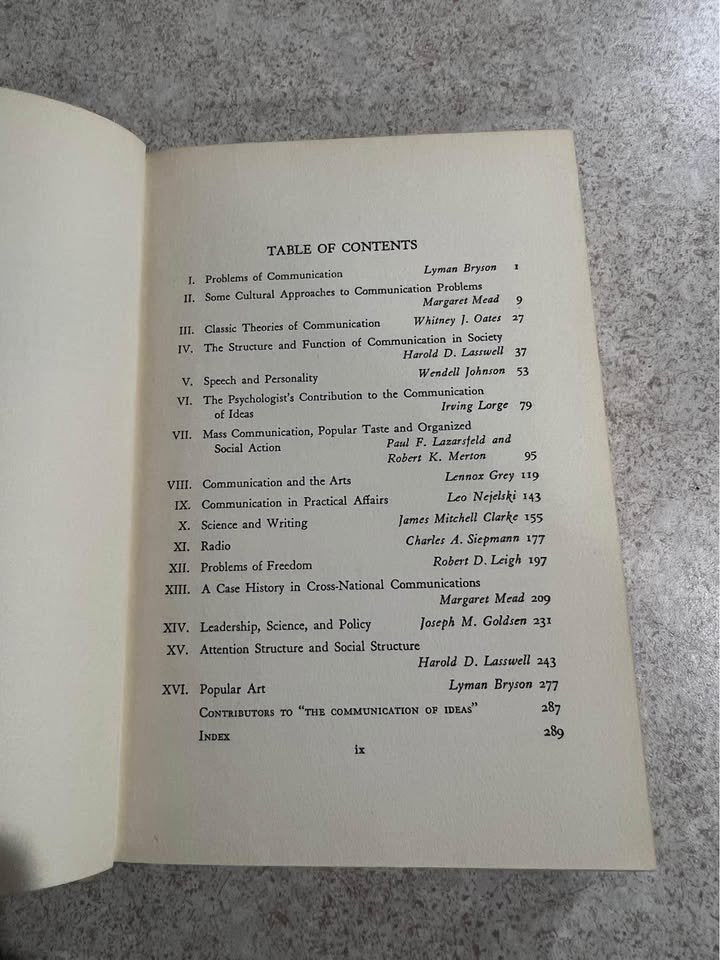 TABLE OF CONTENTS
I. Problems of Communication Lyman Bryson 1
II. Some Cultural Approaches to Communication Problems
Margaret Mead 9
III. Classic Theories of Communication Whitney J. Oates 27
IV. The Structure and Function of Communication in Society
Harold D. Lasswell 37
V. Speech and Personality Wendell Johnson 53
VI. The Psychologist's Contribution to the Communication
of Ideas Irving Lorge 79
VII. Mass Communication, Popular Taste and Organized
Social Action Paul F. Lazarsfeld and
Robert K. Merton 95
VIII. Communication and the Arts Lennox Grey 119
IX. Communication in Practical Affairs Leo Nejelski 143
X. Science and Writing James Mitchell Clarke 155
XI. Radio Charles A. Siepmann 177
XII. Problems of Freedom Robert D. Leigh 197
XIII. A Case History in Cross-National Communications
Margaret Mead 209
XIV. Leadership, Science, and Policy Joseph M. Goldsen 231
XV. Attention Structure and Social Structure
Harold D. Lasswell 243
XVI. Popular Art Lyman Bryson 277
CONTRIBUTORS TO "THE COMMUNICATION OF IDEAS" 287
INDEX 289
ix